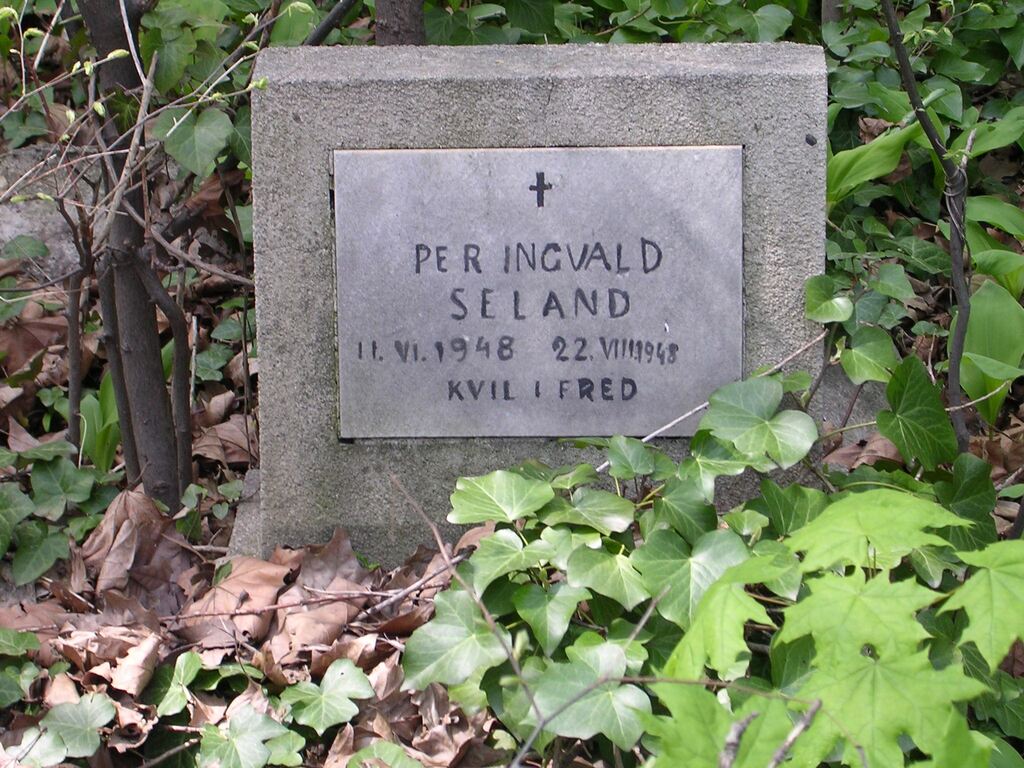 PER INGVALD
SELAND
11. VI. 1948 22. VIII.1948
KVIL I FRED